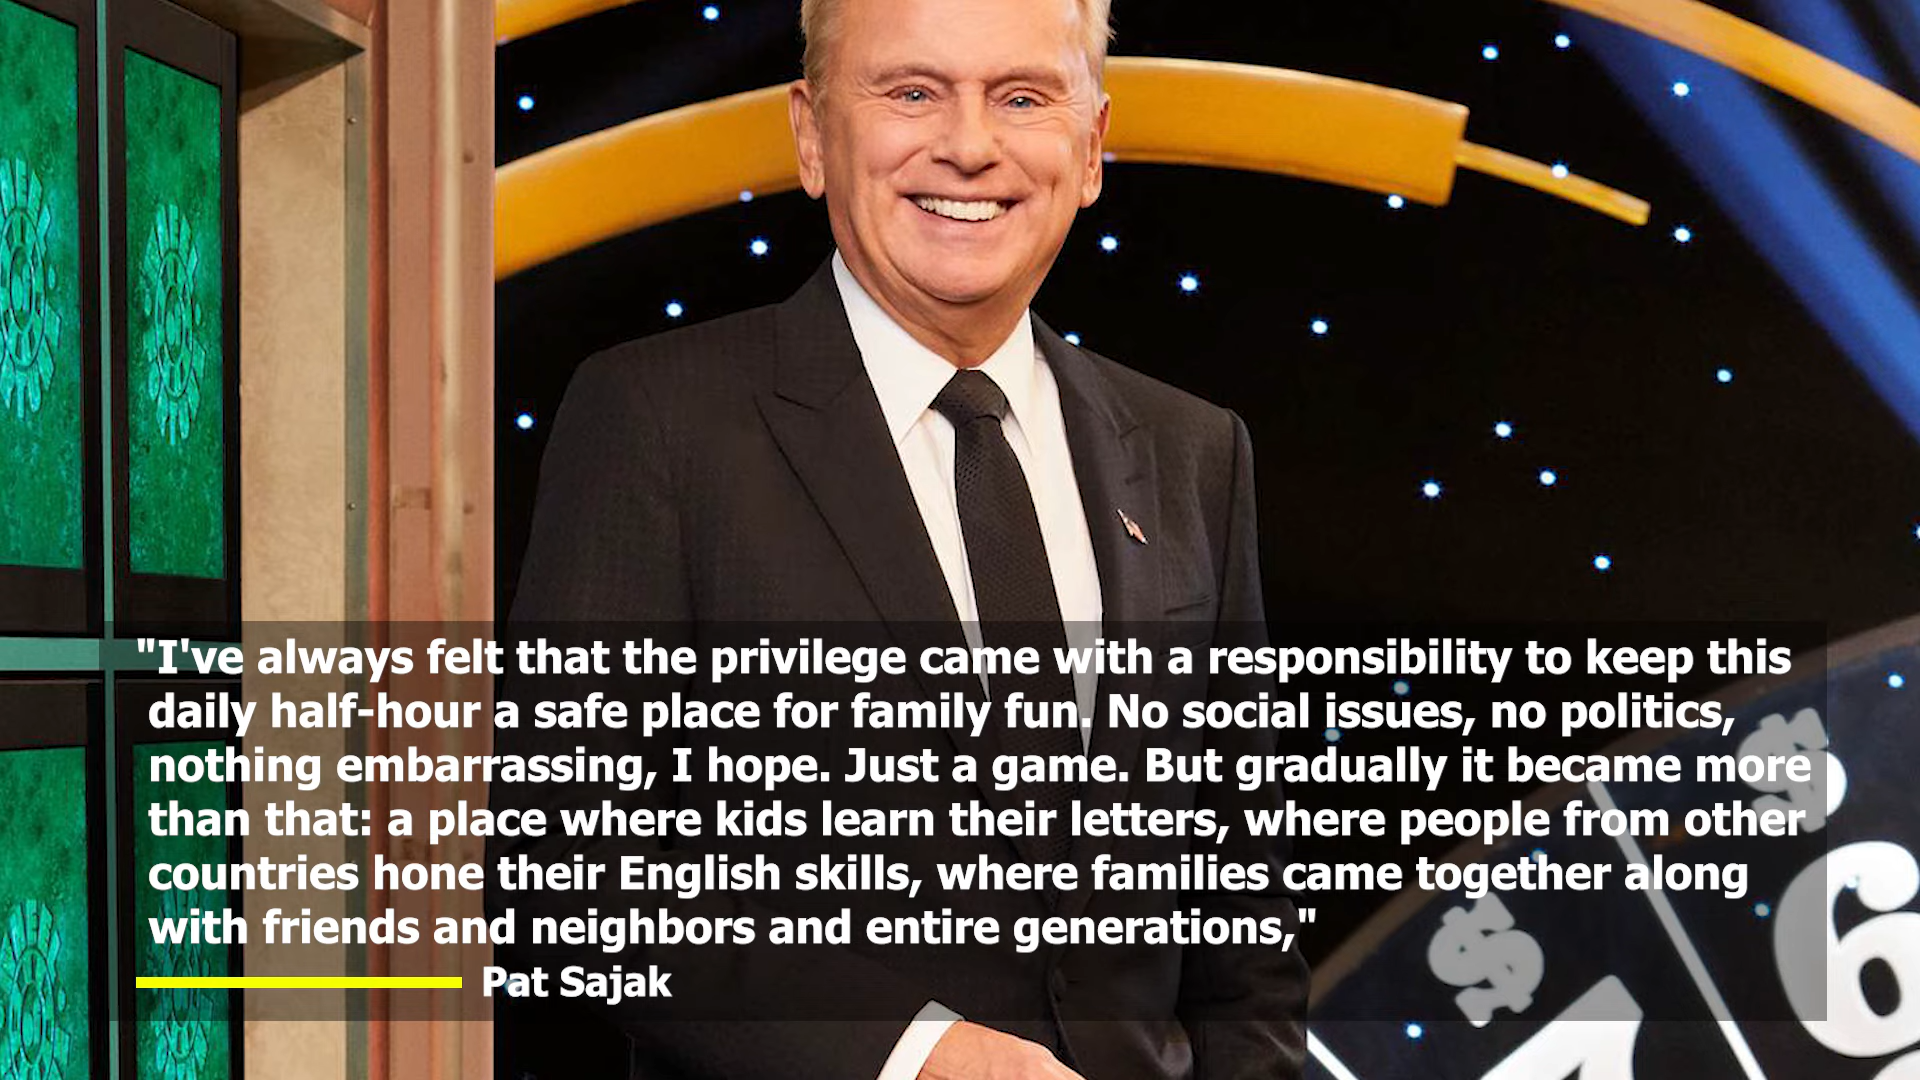 "I've always felt that the privilege came with a responsibility to keep this
daily half-hour a safe place for family fun. No social issues, no politics,
nothing embarrassing, I hope. Just a game. But gradually it became more
than that: a place where kids learn their letters, where people from other
countries hone their English skills, where families came together along
with friends and neighbors and entire generations,"
Pat Sajak
$
$
6
7